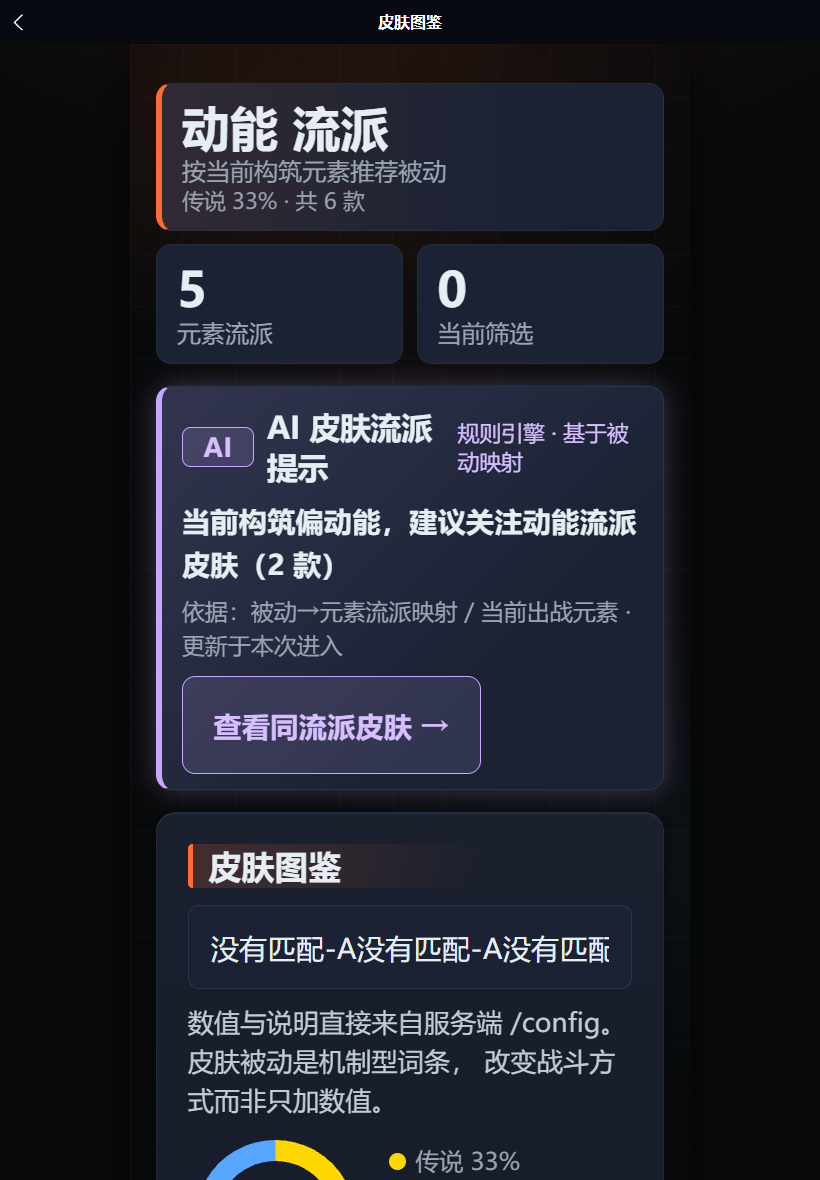 皮肤图鉴
动能 流派
按当前构筑元素推荐被动
传说 33% · 共 6 款
5
元素流派
0
当前筛选
AI
AI 皮肤流派
提示
规则引擎 · 基于被
动映射
当前构筑偏动能，建议关注动能流派
皮肤（2 款）
依据：被动→元素流派映射 / 当前出战元素 ·
更新于本次进入
查看同流派皮肤 →
皮肤图鉴
没有匹配-A没有匹配-A没有匹配
数值与说明直接来自服务端 /config。
皮肤被动是机制型词条， 改变战斗方
式而非只加数值。
传说 33%